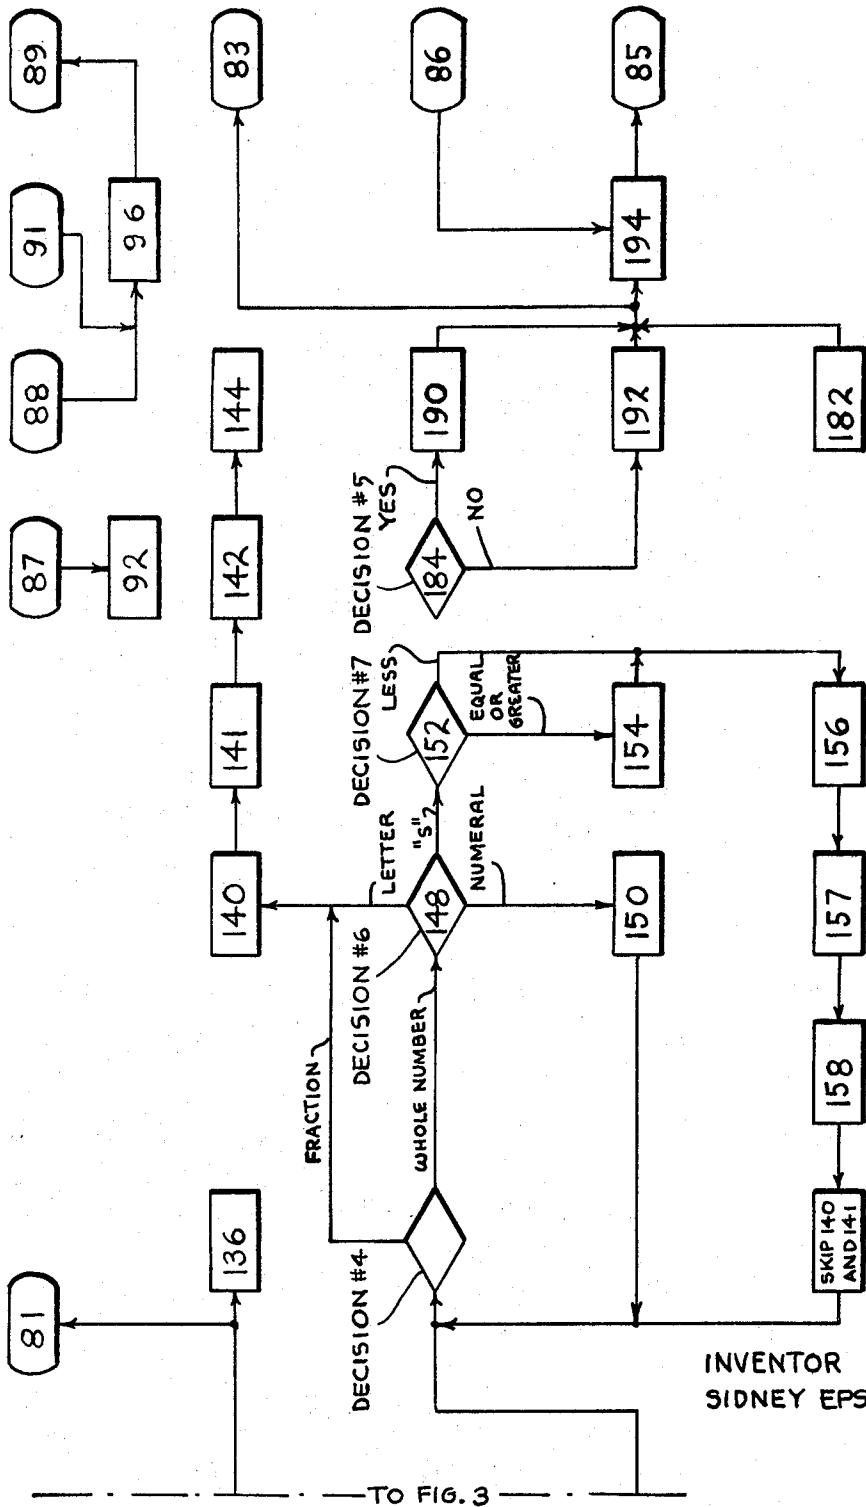 89
83
86
85
91
96
194
88
144
190
192
182
87
92
142
DECISION #5
YES
184
NO
141
DECISION #7
LESS
152
EQUAL
OR
GREATER
154
156
140
LETTER
"S"?
DECISION #6
148
NUMERAL
150
157
FRACTION
WHOLE NUMBER
158
81
136
DECISION #4
SKIP 140
AND 141
INVENTOR
SIDNEY EPS
TO FIG. 3